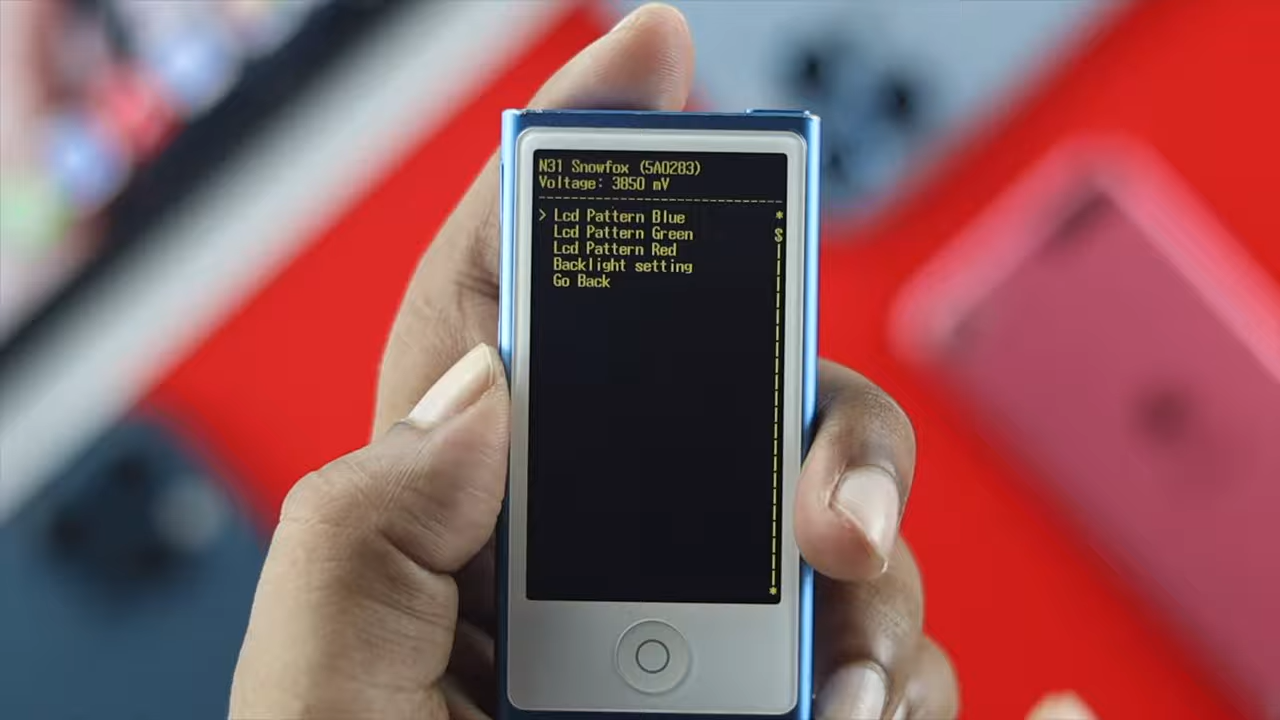 N31 Snowfox (5A0283)
Voltage: 3850 mV
--------------------------------
> Lcd Pattern Blue *
Lcd Pattern Green $
Lcd Pattern Red |
Backlight setting |
Go Back |
*